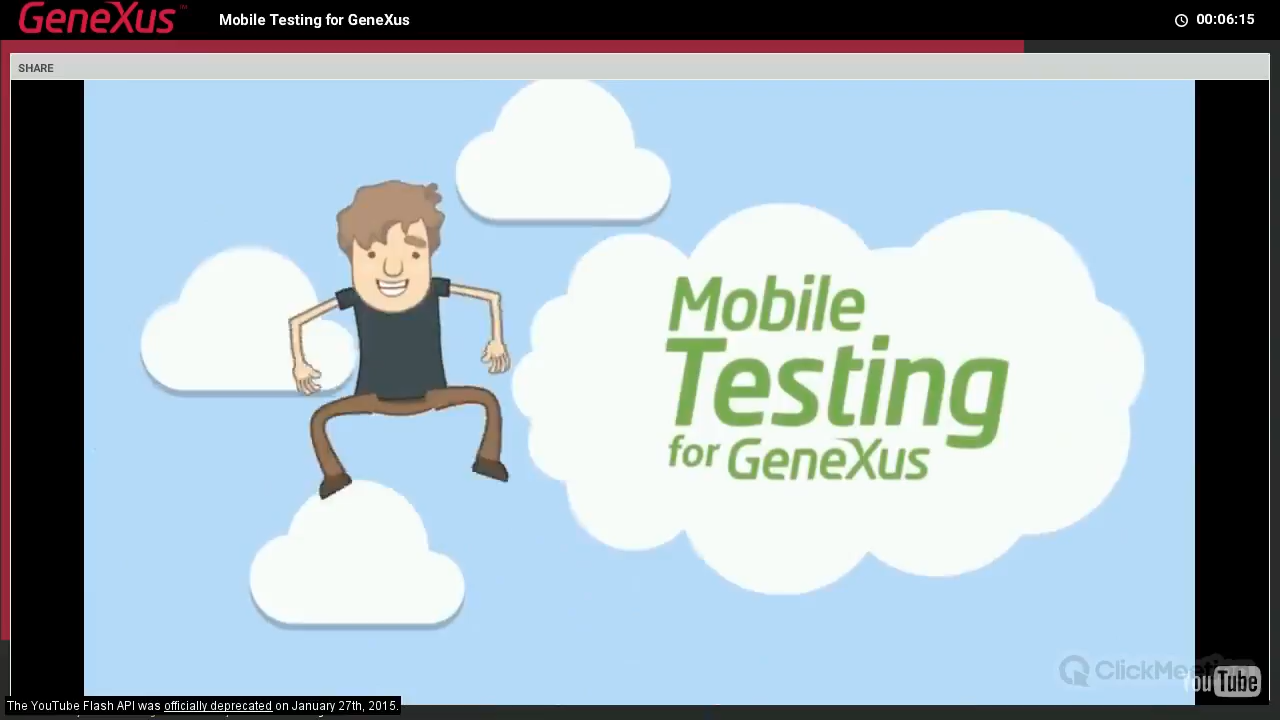 GeneXus™
Mobile Testing for GeneXus
00:06:15
SHARE
Mobile
Testing
for GeneXus
ClickMeeting
YouTube
The YouTube Flash API was officially deprecated on January 27th, 2015.